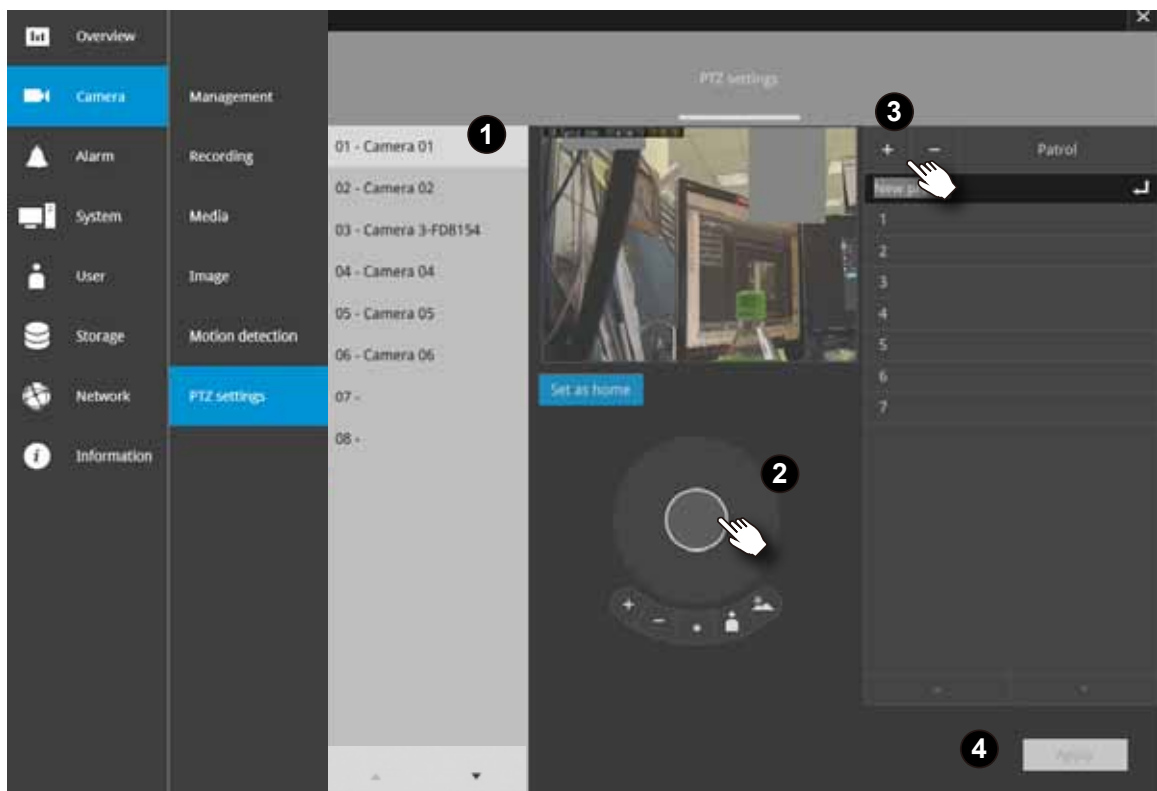 Overview
Camera
Alarm
System
User
Storage
Network
Information
Management
Recording
Media
Image
Motion detection
PTZ settings
PTZ settings
1
01 - Camera 01
02 - Camera 02
03 - Camera 3-FD8154
04 - Camera 04
05 - Camera 05
06 - Camera 06
07 -
08 -
Set as home
2
3
+ - Patrol
New p
1
2
3
4
5
6
7
4
Apply